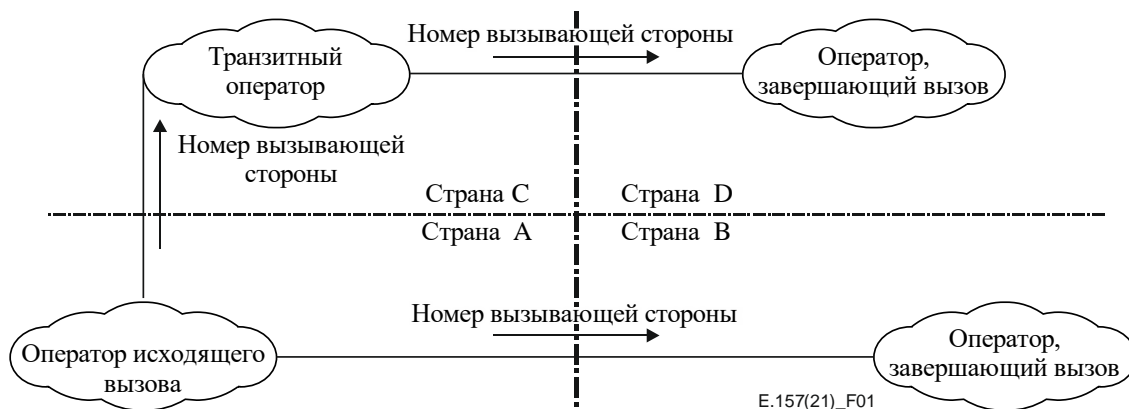 Номер вызывающей стороны
Транзитный
оператор
Оператор,
завершающий вызов
Номер вызывающей
стороны
Страна C
Страна D
Страна A
Страна B
Номер вызывающей стороны
Оператор исходящего
вызова
Оператор,
завершающий вызов
E.157(21)_F01